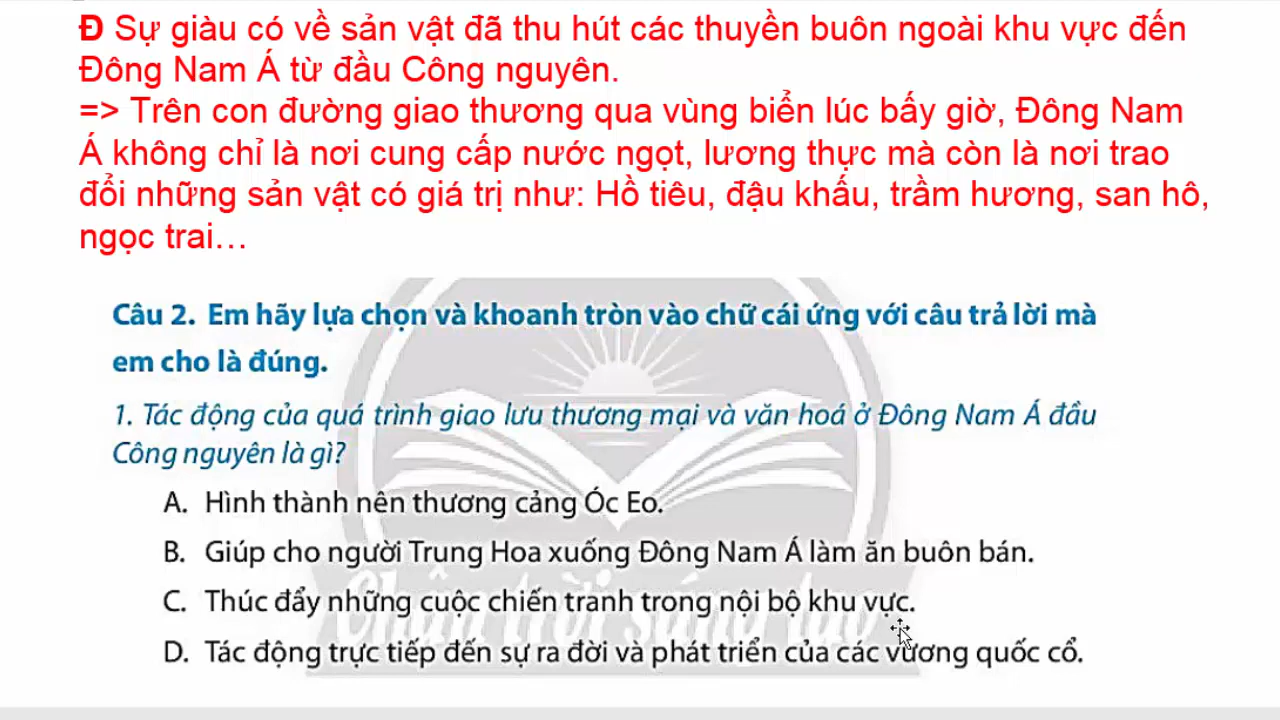 Đ Sự giàu có về sản vật đã thu hút các thuyền buôn ngoài khu vực đến
Đông Nam Á từ đầu Công nguyên.
=> Trên con đường giao thương qua vùng biển lúc bấy giờ, Đông Nam
Á không chỉ là nơi cung cấp nước ngọt, lương thực mà còn là nơi trao
đổi những sản vật có giá trị như: Hồ tiêu, đậu khấu, trầm hương, san hô,
ngọc trai…
Câu 2. Em hãy lựa chọn và khoanh tròn vào chữ cái ứng với câu trả lời mà
em cho là đúng.
1. Tác động của quá trình giao lưu thương mại và văn hoá ở Đông Nam Á đầu
Công nguyên là gì?
A. Hình thành nên thương cảng Óc Eo.
B. Giúp cho người Trung Hoa xuống Đông Nam Á làm ăn buôn bán.
C. Thúc đẩy những cuộc chiến tranh trong nội bộ khu vực.
Chân trời sáng tạo
D. Tác động trực tiếp đến sự ra đời và phát triển của các vương quốc cổ.